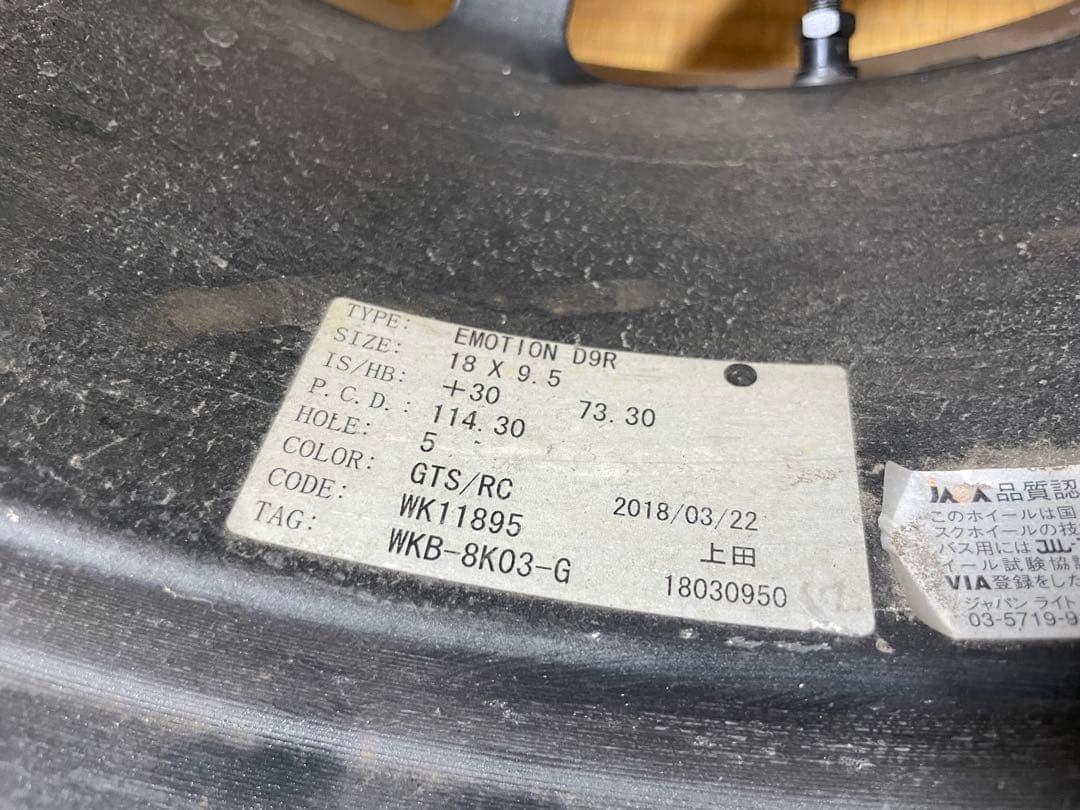 TYPE: EMOTION D9R
SIZE: 18 X 9.5
IS/HB: +30 73.30
P.C.D.: 114.30
HOLE: 5
COLOR: GTS/RC 2018/03/22
CODE: WK11895 上田
TAG: WKB-8K03-G 18030950
JAWA 品質認
このホイールは国
スクホイールの技
バス用には JWL-
イール試験協
VIA登録をした
ジャパン ライト
03-5719-9